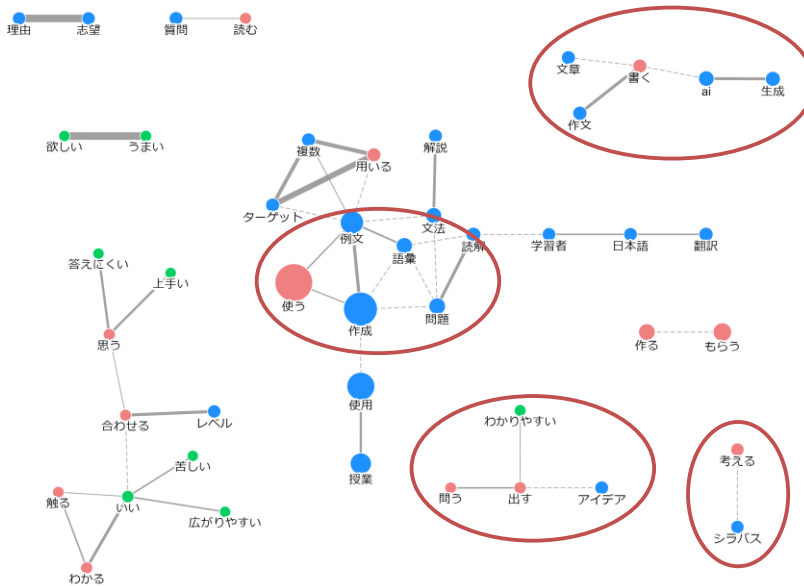 理由
志望
質問
読む
文章
書く
ai
生成
作文
欲しい
うまい
複数
用いる
解説
ターゲット
例文
文法
語彙
読解
学習者
日本語
翻訳
答えにくい
上手い
使う
作成
問題
思う
作る
もらう
使用
合わせる
レベル
わかりやすい
苦しい
考える
授業
触る
いい
広がりやすい
問う
出す
アイデア
シラバス
わかる